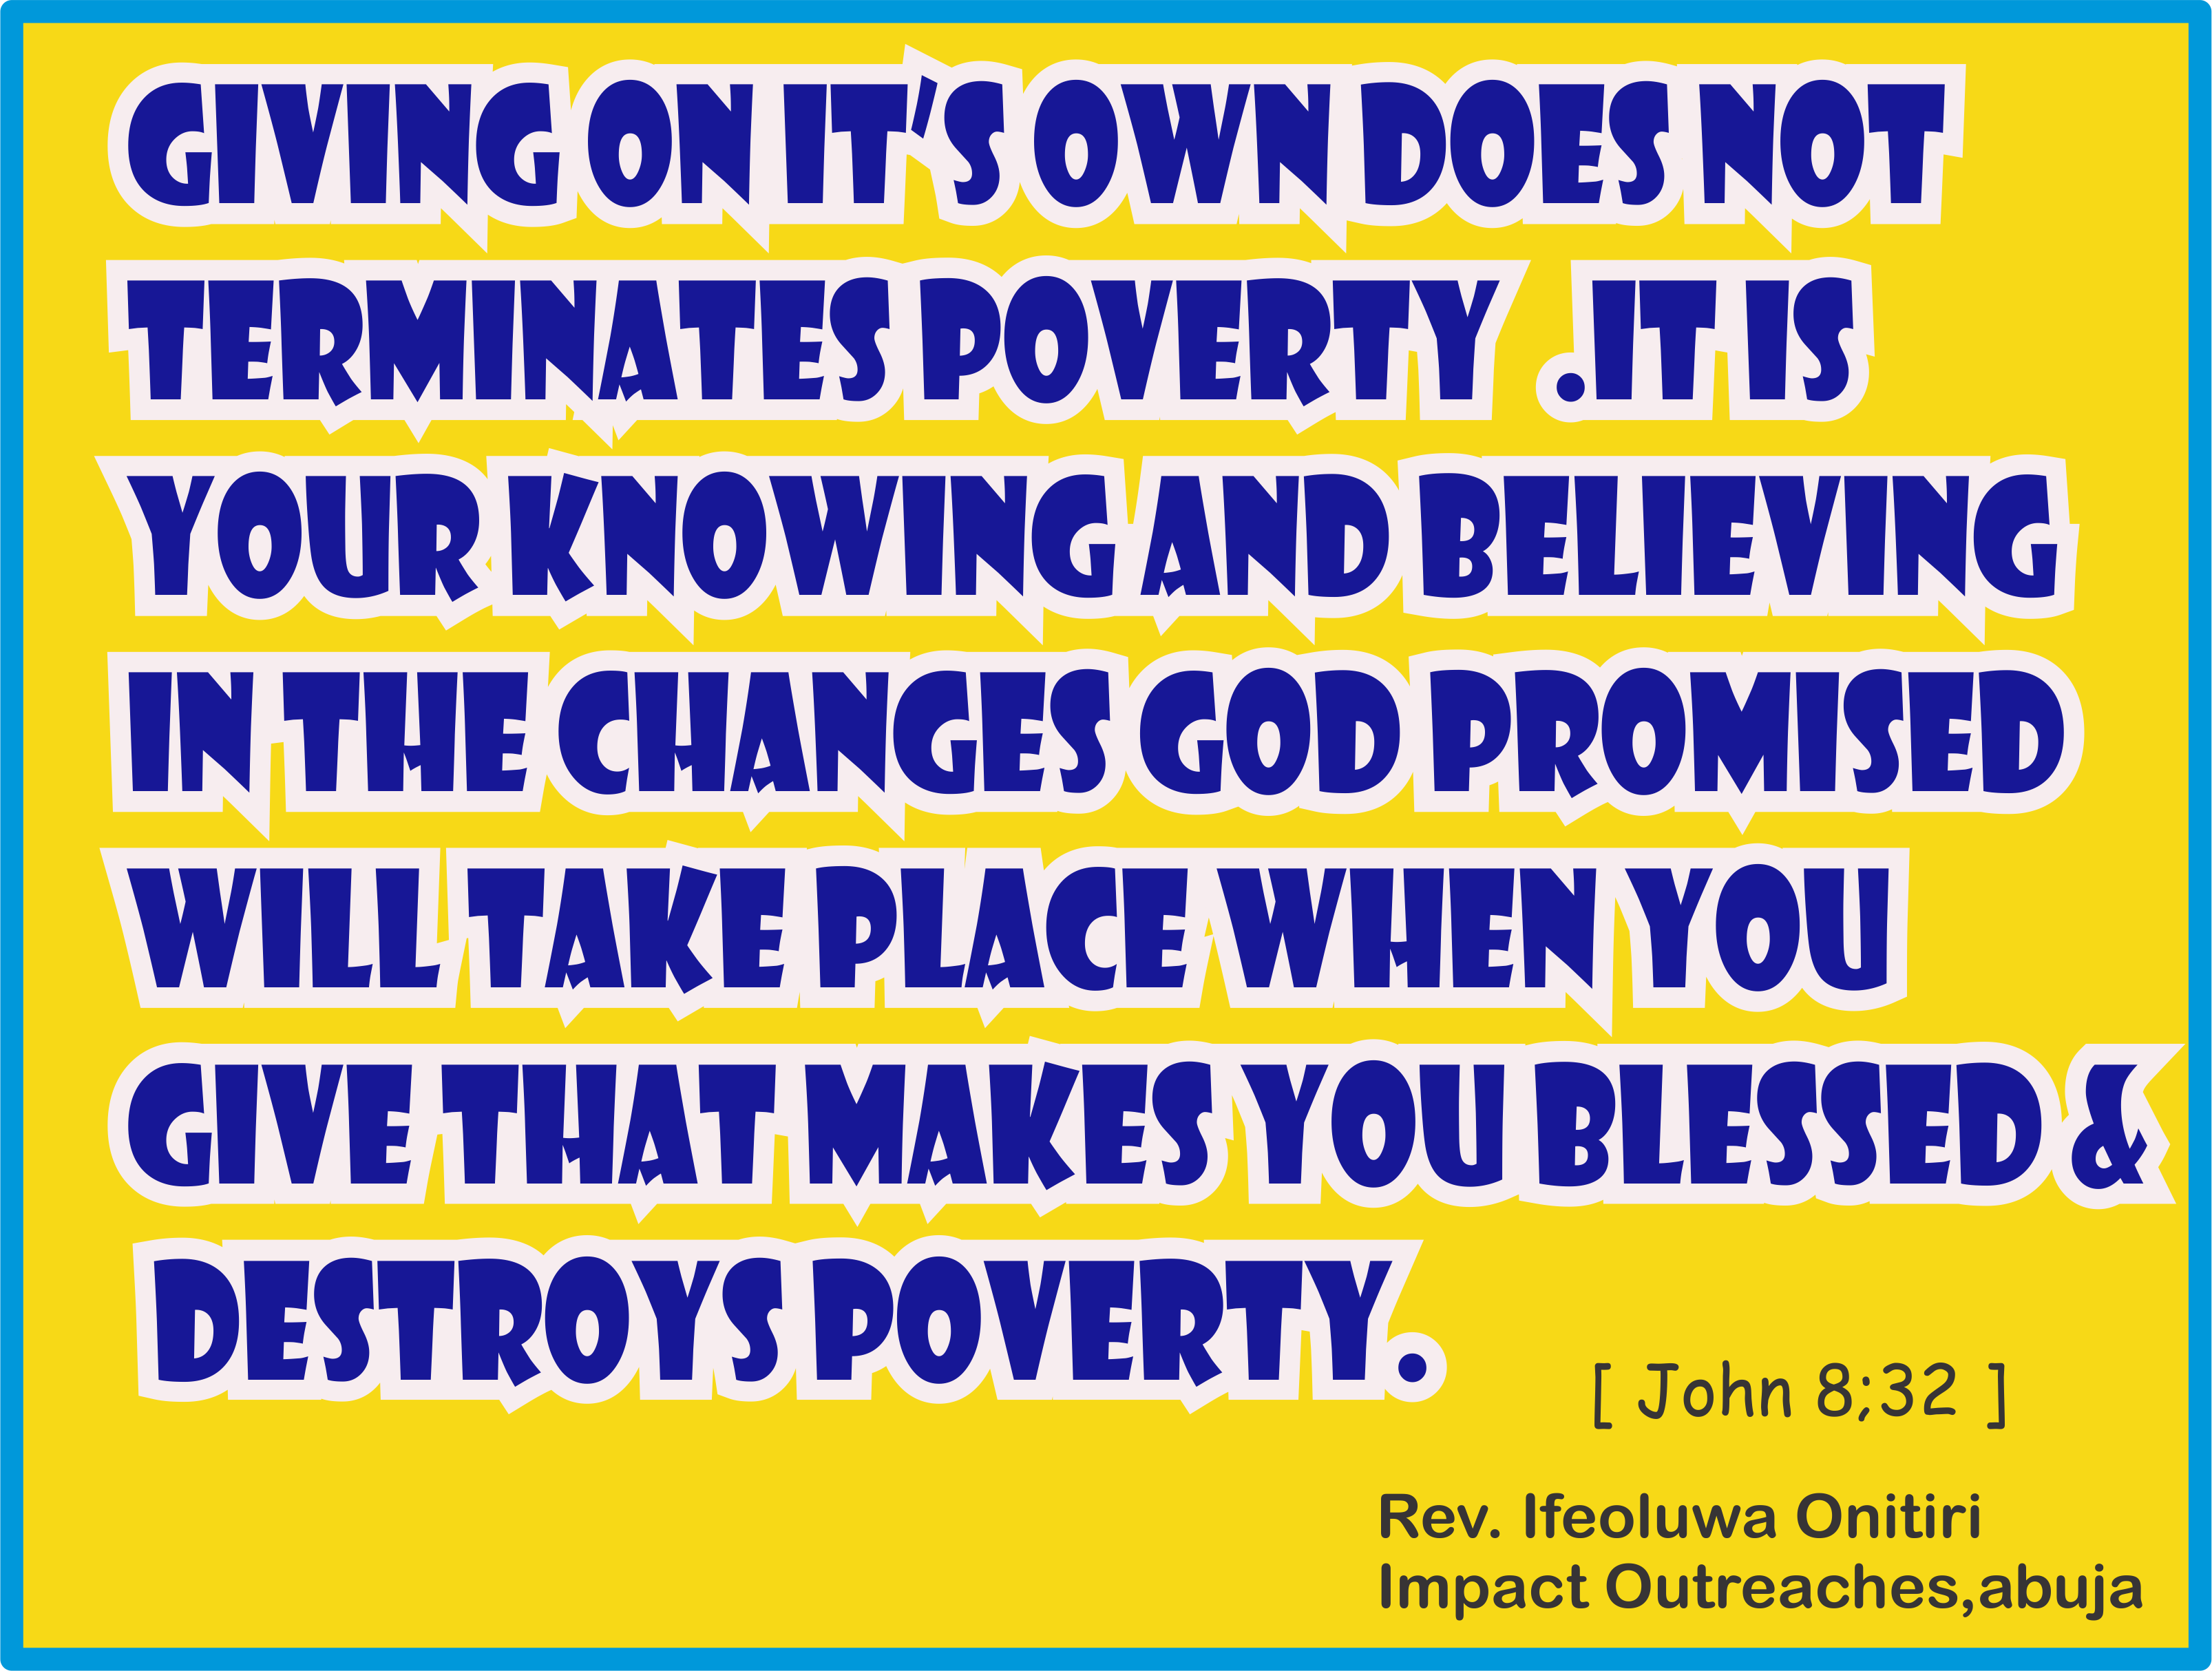 GIVING ON IT'S OWN DOES NOT
TERMINATES POVERTY .IT IS
YOUR KNOWING AND BELIEVING
IN THE CHANGES GOD PROMISED
WILL TAKE PLACE WHEN YOU
GIVE THAT MAKES YOU BLESSED &
DESTROYS POVERTY.
[ John 8;32 ]
Rev. Ifeoluwa Onitiri
Impact Outreaches,abuja